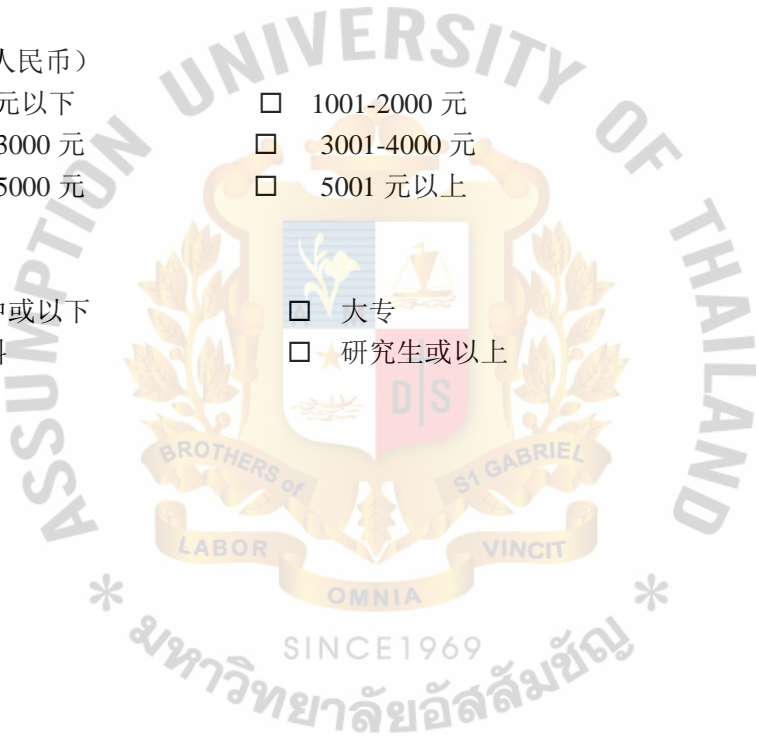 人民币）
元以下 □ 1001-2000 元
3000 元 □ 3001-4000 元
5000 元 □ 5001 元以上
中或以下 □ 大专
科 □ 研究生或以上
ASSUMPTION UNIVERSITY OF THAILAND
D S
BROTHERS of ST GABRIEL
LABOR OMNIA VINCIT
SINCE 1969
มหาวิทยาลัยอัสสัมชัญ